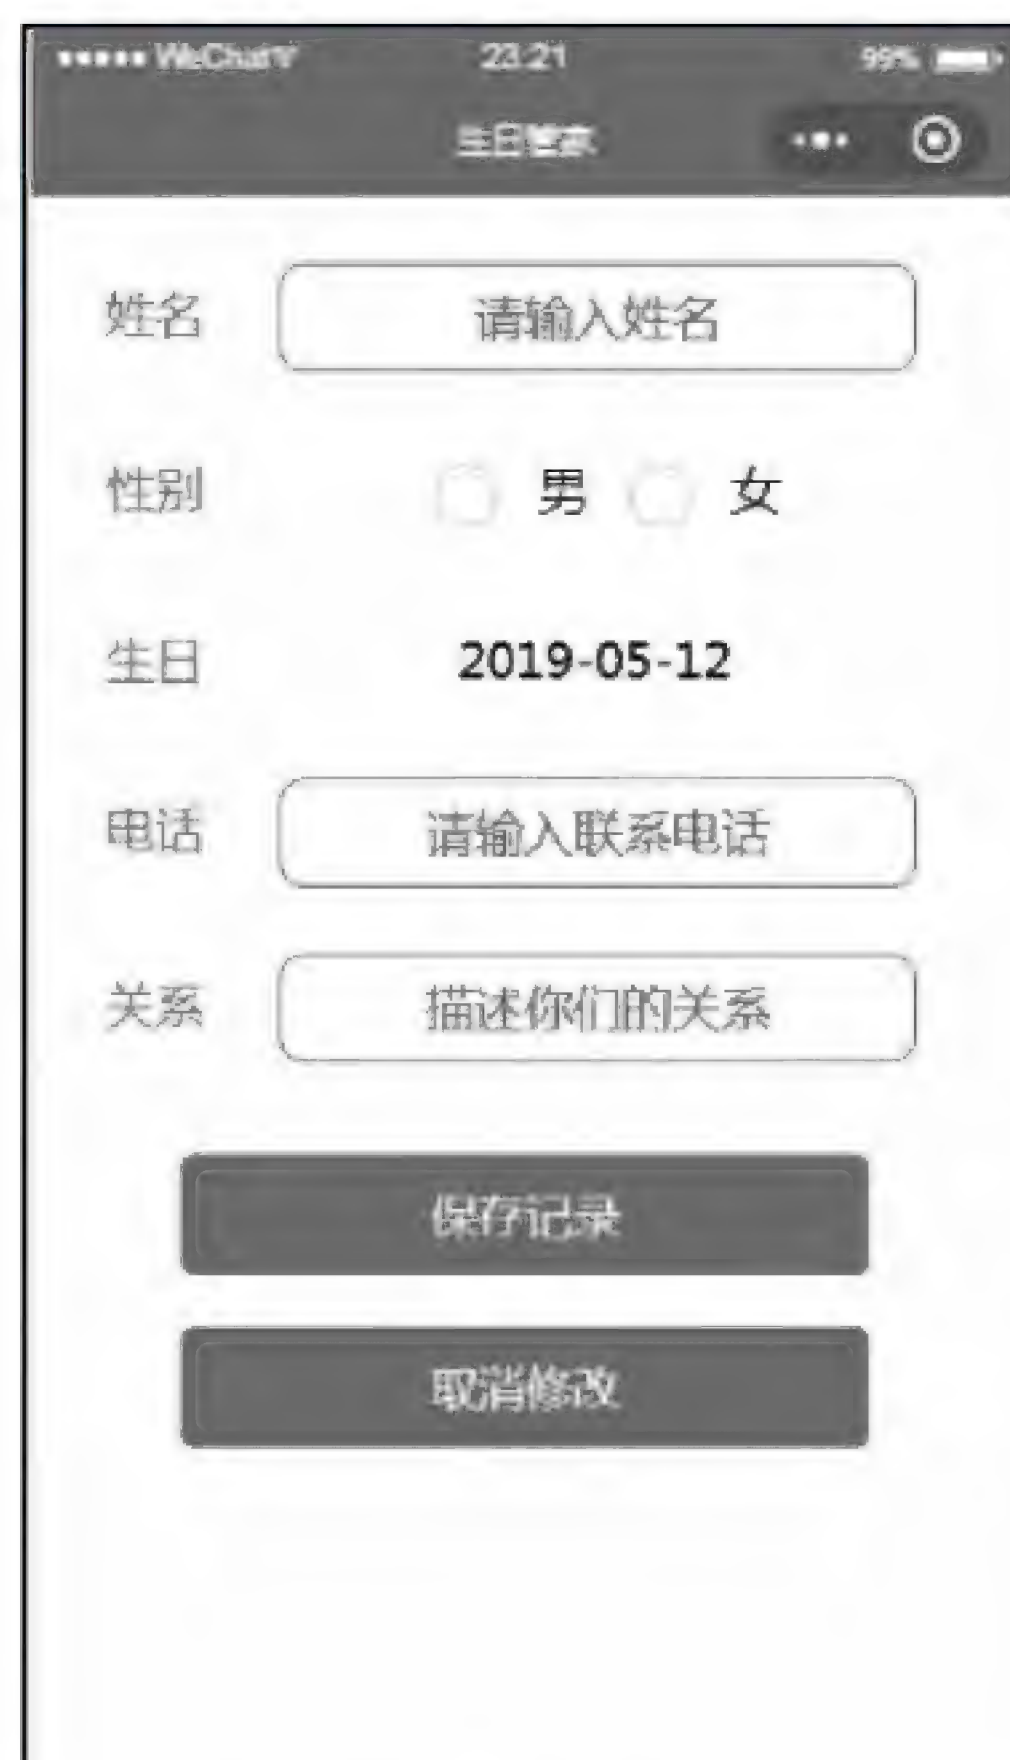 WeChat 23:21 99%
生日管家
姓名 请输入姓名
性别 男 女
生日 2019-05-12
电话 请输入联系电话
关系 描述你们的关系
保存记录
取消修改